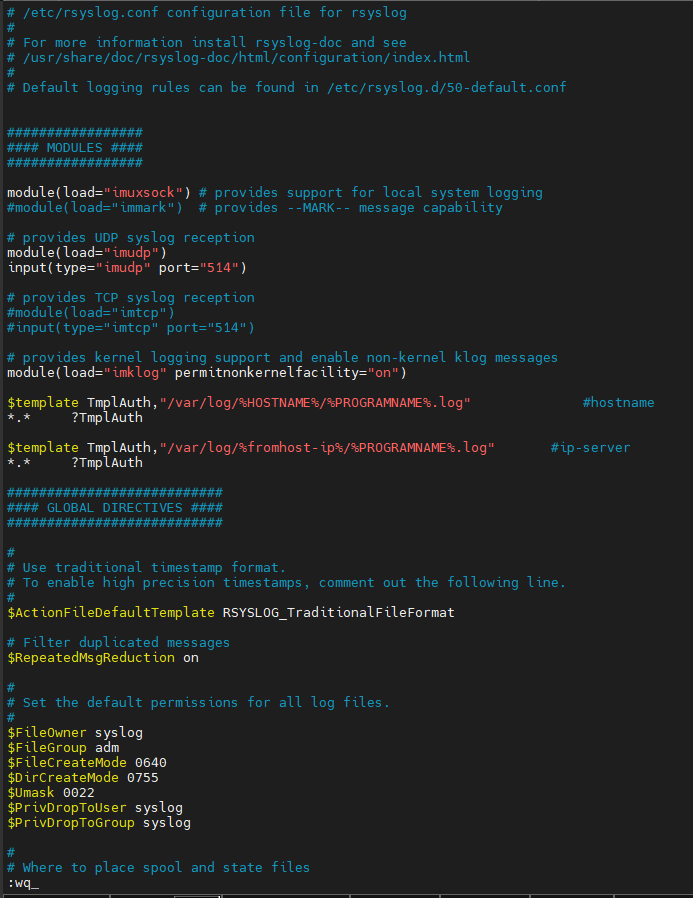 # /etc/rsyslog.conf configuration file for rsyslog
#
# For more information install rsyslog-doc and see
# /usr/share/doc/rsyslog-doc/html/configuration/index.html
#
# Default logging rules can be found in /etc/rsyslog.d/50-default.conf
#################
#### MODULES ####
#################
module(load="imuxsock") # provides support for local system logging
#module(load="immark")  # provides --MARK-- message capability
# provides UDP syslog reception
module(load="imudp")
input(type="imudp" port="514")
# provides TCP syslog reception
#module(load="imtcp")
#input(type="imtcp" port="514")
# provides kernel logging support and enable non-kernel klog messages
module(load="imklog" permitnonkernelfacility="on")
$template TmplAuth,"/var/log/%HOSTNAME%/%PROGRAMNAME%.log"              #hostname
*.*     ?TmplAuth
$template TmplAuth,"/var/log/%fromhost-ip%/%PROGRAMNAME%.log"       #ip-server
*.*     ?TmplAuth
###########################
#### GLOBAL DIRECTIVES ####
###########################
#
# Use traditional timestamp format.
# To enable high precision timestamps, comment out the following line.
#
$ActionFileDefaultTemplate RSYSLOG_TraditionalFileFormat
# Filter duplicated messages
$RepeatedMsgReduction on
#
# Set the default permissions for all log files.
#
$FileOwner syslog
$FileGroup adm
$FileCreateMode 0640
$DirCreateMode 0755
$Umask 0022
$PrivDropToUser syslog
$PrivDropToGroup syslog
#
# Where to place spool and state files
:wq_